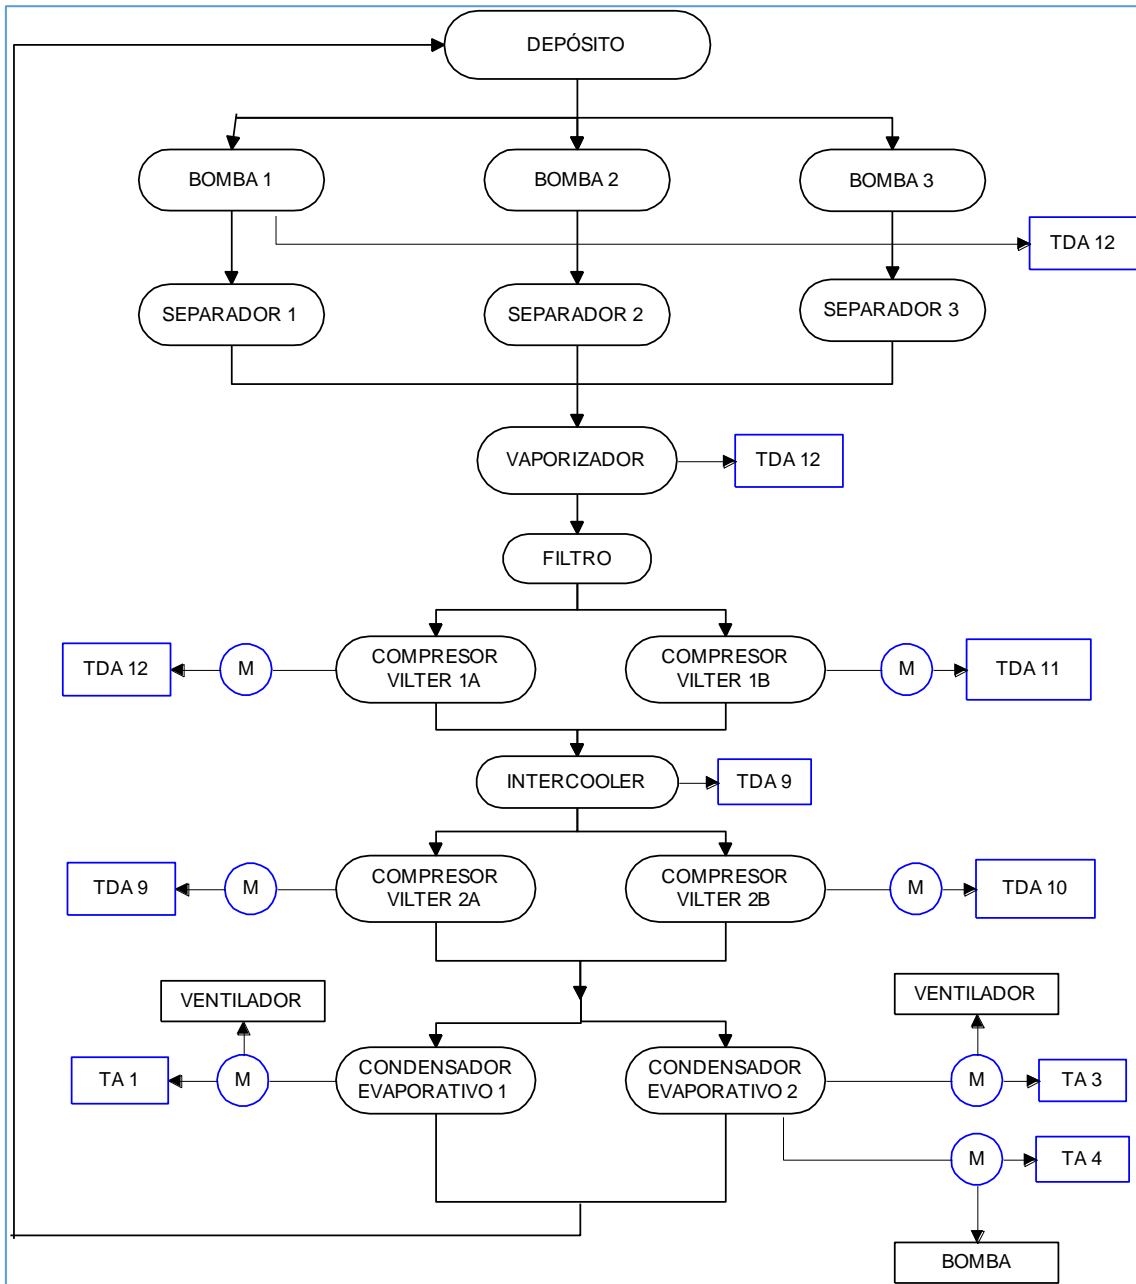 DEPÓSITO
BOMBA 1
BOMBA 2
BOMBA 3
TDA 12
SEPARADOR 1
SEPARADOR 2
SEPARADOR 3
VAPORIZADOR
TDA 12
FILTRO
TDA 12
M
COMPRESOR
VILTER 1A
COMPRESOR
VILTER 1B
M
TDA 11
INTERCOOLER
TDA 9
TDA 9
M
COMPRESOR
VILTER 2A
COMPRESOR
VILTER 2B
M
TDA 10
VENTILADOR
VENTILADOR
TA 1
M
CONDENSADOR
EVAPORATIVO 1
CONDENSADOR
EVAPORATIVO 2
M
TA 3
M
TA 4
BOMBA